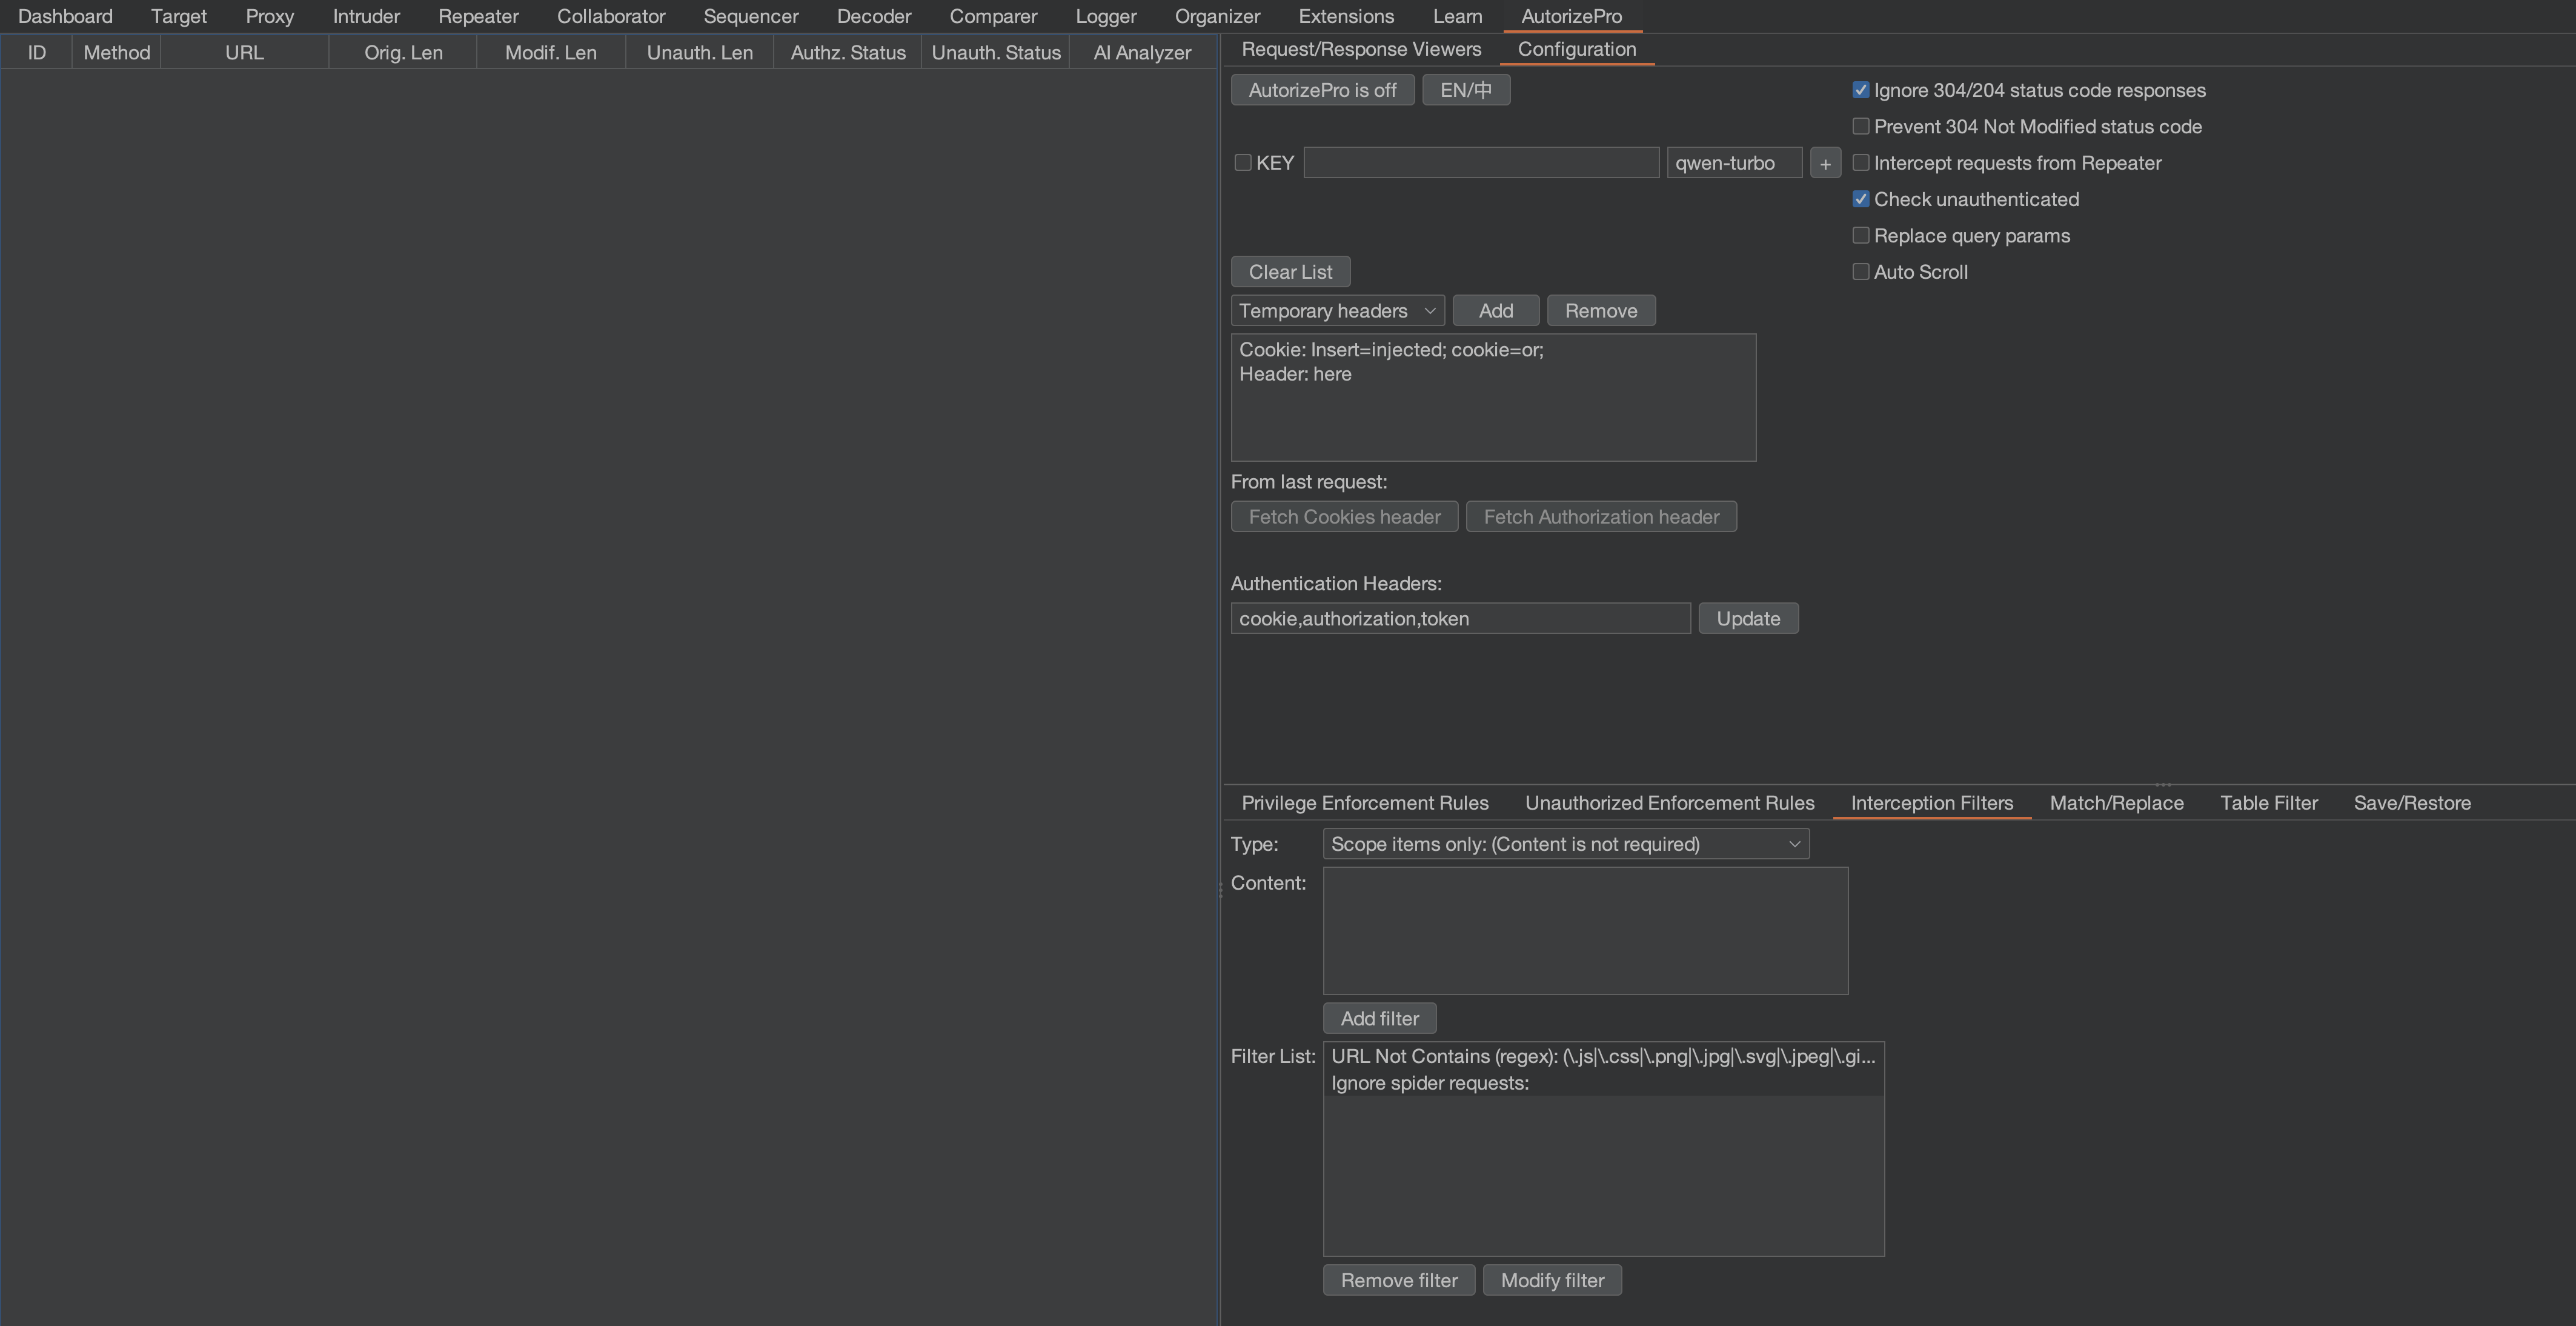 Dashboard Target Proxy Intruder Repeater Collaborator Sequencer Decoder Comparer Logger Organizer Extensions Learn AutorizePro
ID Method URL Orig. Len Modif. Len Unauth. Len Authz. Status Unauth. Status AI Analyzer
Request/Response Viewers Configuration
AutorizePro is off EN/中
KEY qwen-turbo +
Ignore 304/204 status code responses
Prevent 304 Not Modified status code
Intercept requests from Repeater
Check unauthenticated
Replace query params
Auto Scroll
Clear List
Temporary headers Add Remove
Cookie: Insert=injected; cookie=or;
Header: here
From last request:
Fetch Cookies header Fetch Authorization header
Authentication Headers:
cookie,authorization,token Update
Privilege Enforcement Rules Unauthorized Enforcement Rules Interception Filters Match/Replace Table Filter Save/Restore
Type: Scope items only: (Content is not required)
Content:
Add filter
Filter List: URL Not Contains (regex): (\.js|\.css|\.png|\.jpg|\.svg|\.jpeg|\.gi...
Ignore spider requests:
Remove filter Modify filter